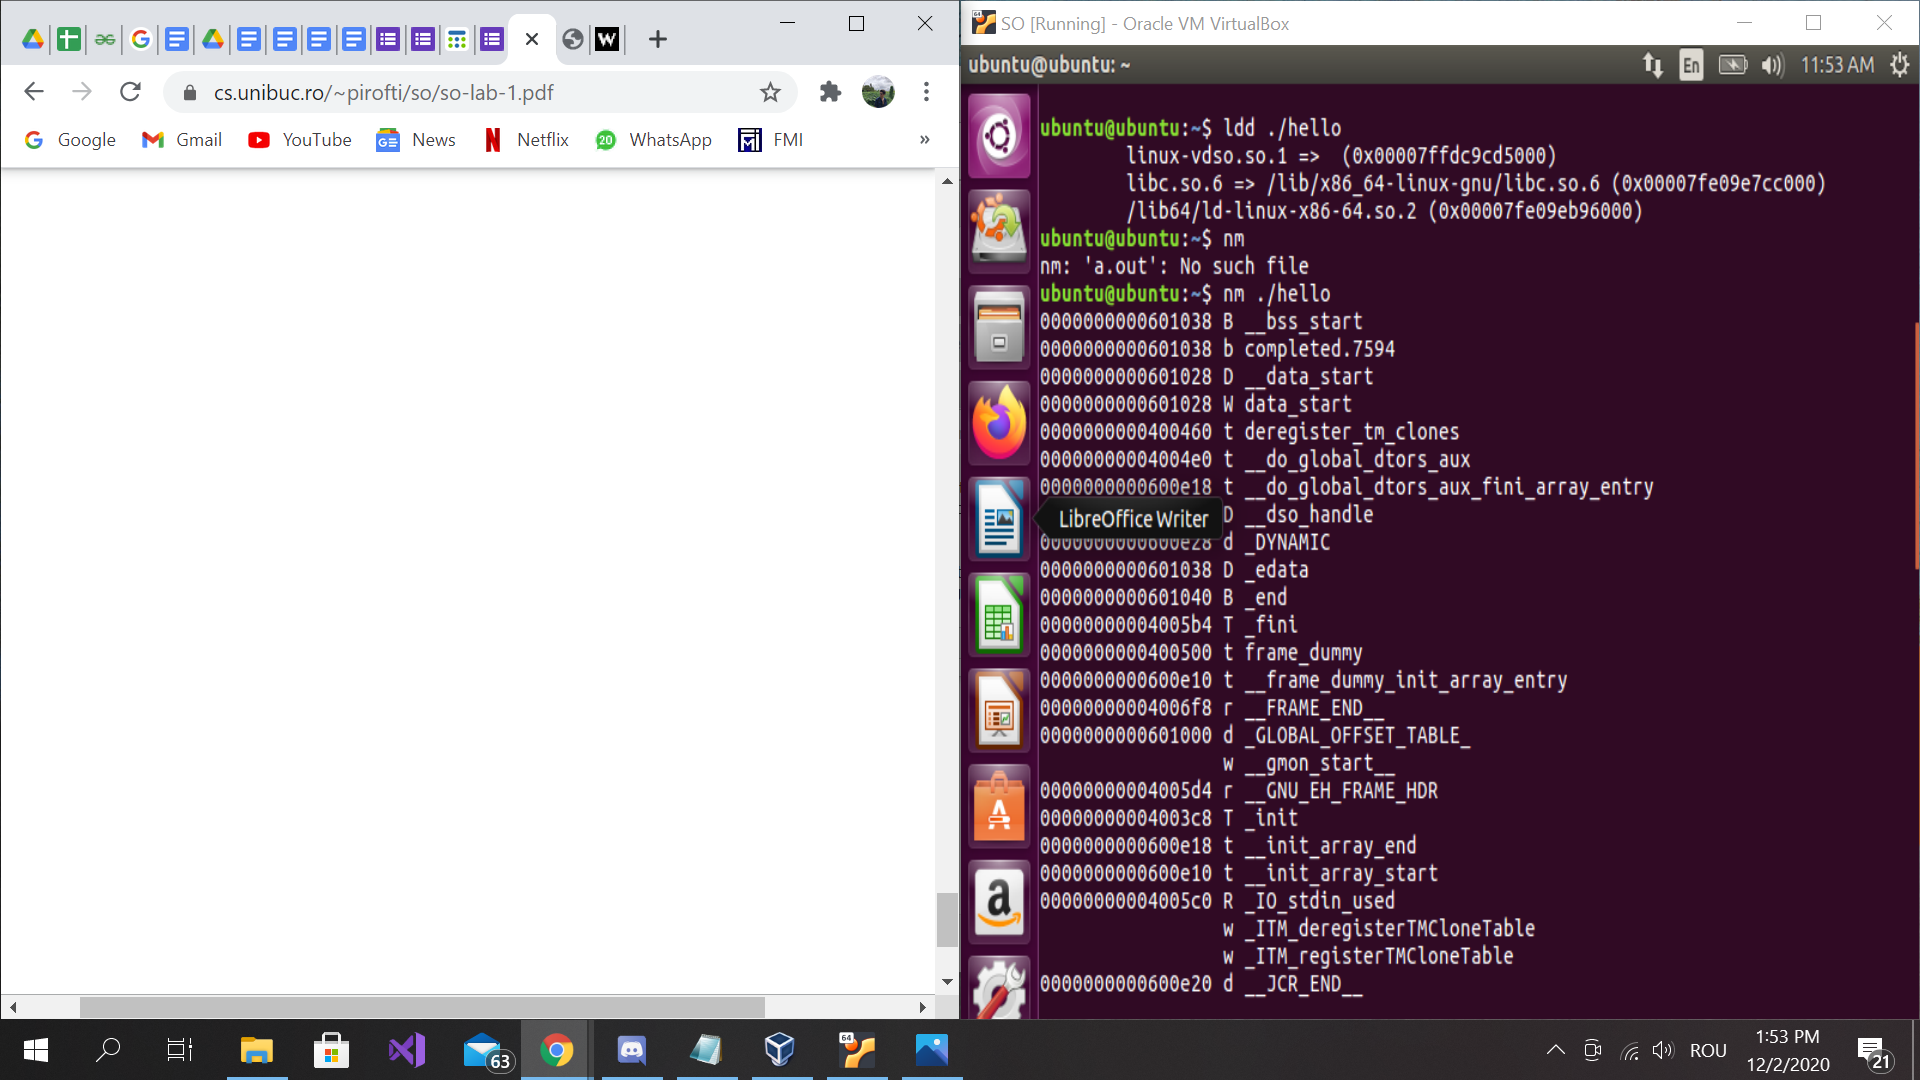 cs.unibuc.ro/~pirofti/so/so-lab-1.pdf
Google
Gmail
YouTube
News
Netflix
20
WhatsApp
FMI
»
64
SO [Running] - Oracle VM VirtualBox
ubuntu@ubuntu: ~
En
11:53 AM
ubuntu@ubuntu:~$ ldd ./hello
linux-vdso.so.1 => (0x00007ffdc9cd5000)
libc.so.6 => /lib/x86_64-linux-gnu/libc.so.6 (0x00007fe09e7cc000)
/lib64/ld-linux-x86-64.so.2 (0x00007fe09eb96000)
ubuntu@ubuntu:~$ nm
nm: 'a.out': No such file
ubuntu@ubuntu:~$ nm ./hello
0000000000601038 B __bss_start
0000000000601038 b completed.7594
0000000000601028 D __data_start
0000000000601028 W data_start
0000000000400460 t deregister_tm_clones
00000000004004e0 t __do_global_dtors_aux
0000000000600e18 t __do_global_dtors_aux_fini_array_entry
LibreOffice Writer
D __dso_handle
0000000000600e28 d _DYNAMIC
0000000000601038 D _edata
0000000000601040 B _end
00000000004005b4 T _fini
0000000000400500 t frame_dummy
0000000000600e10 t __frame_dummy_init_array_entry
00000000004006f8 r __FRAME_END__
0000000000601000 d _GLOBAL_OFFSET_TABLE_
w __gmon_start__
00000000004005d4 r __GNU_EH_FRAME_HDR
00000000004003c8 T _init
0000000000600e18 t __init_array_end
0000000000600e10 t __init_array_start
00000000004005c0 R _IO_stdin_used
w _ITM_deregisterTMCloneTable
w _ITM_registerTMCloneTable
0000000000600e20 d __JCR_END__
63
64
ROU
1:53 PM
12/2/2020
21